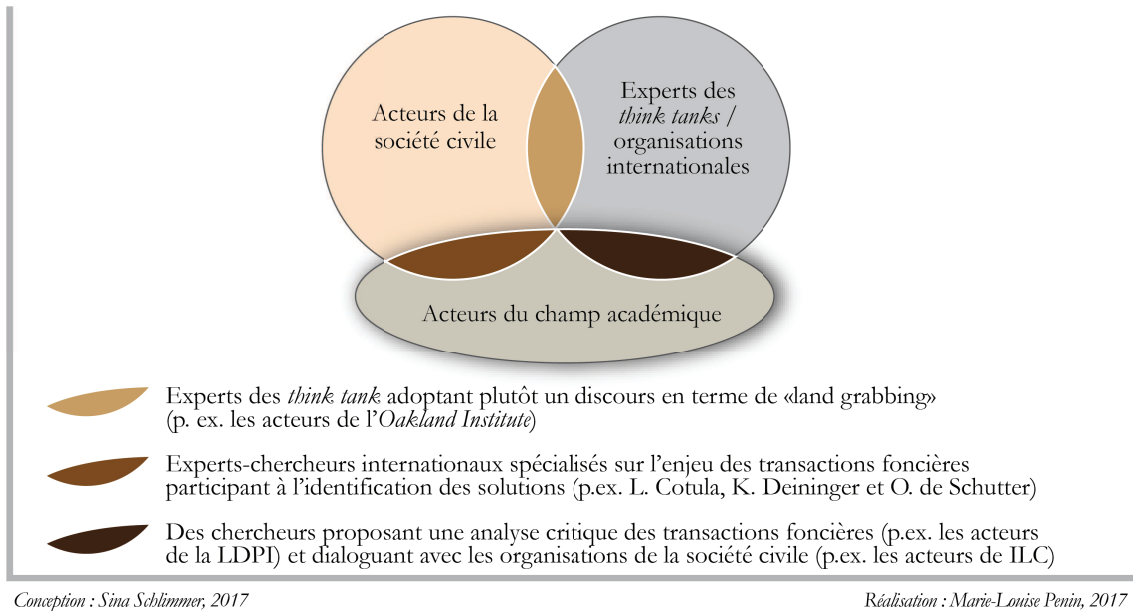 Acteurs de la
société civile
Experts des
think tanks /
organisations
internationales
Acteurs du champ académique
Experts des think tank adoptant plutôt un discours en terme de «land grabbing»
(p. ex. les acteurs de l'Oakland Institute)
Experts-chercheurs internationaux spécialisés sur l'enjeu des transactions foncières
participant à l'identification des solutions (p.ex. L. Cotula, K. Deininger et O. de Schutter)
Des chercheurs proposant une analyse critique des transactions foncières (p.ex. les acteurs
de la LDPI) et dialoguant avec les organisations de la société civile (p.ex. les acteurs de ILC)
Conception : Sina Schlimmer, 2017
Réalisation : Marie-Louise Penin, 2017